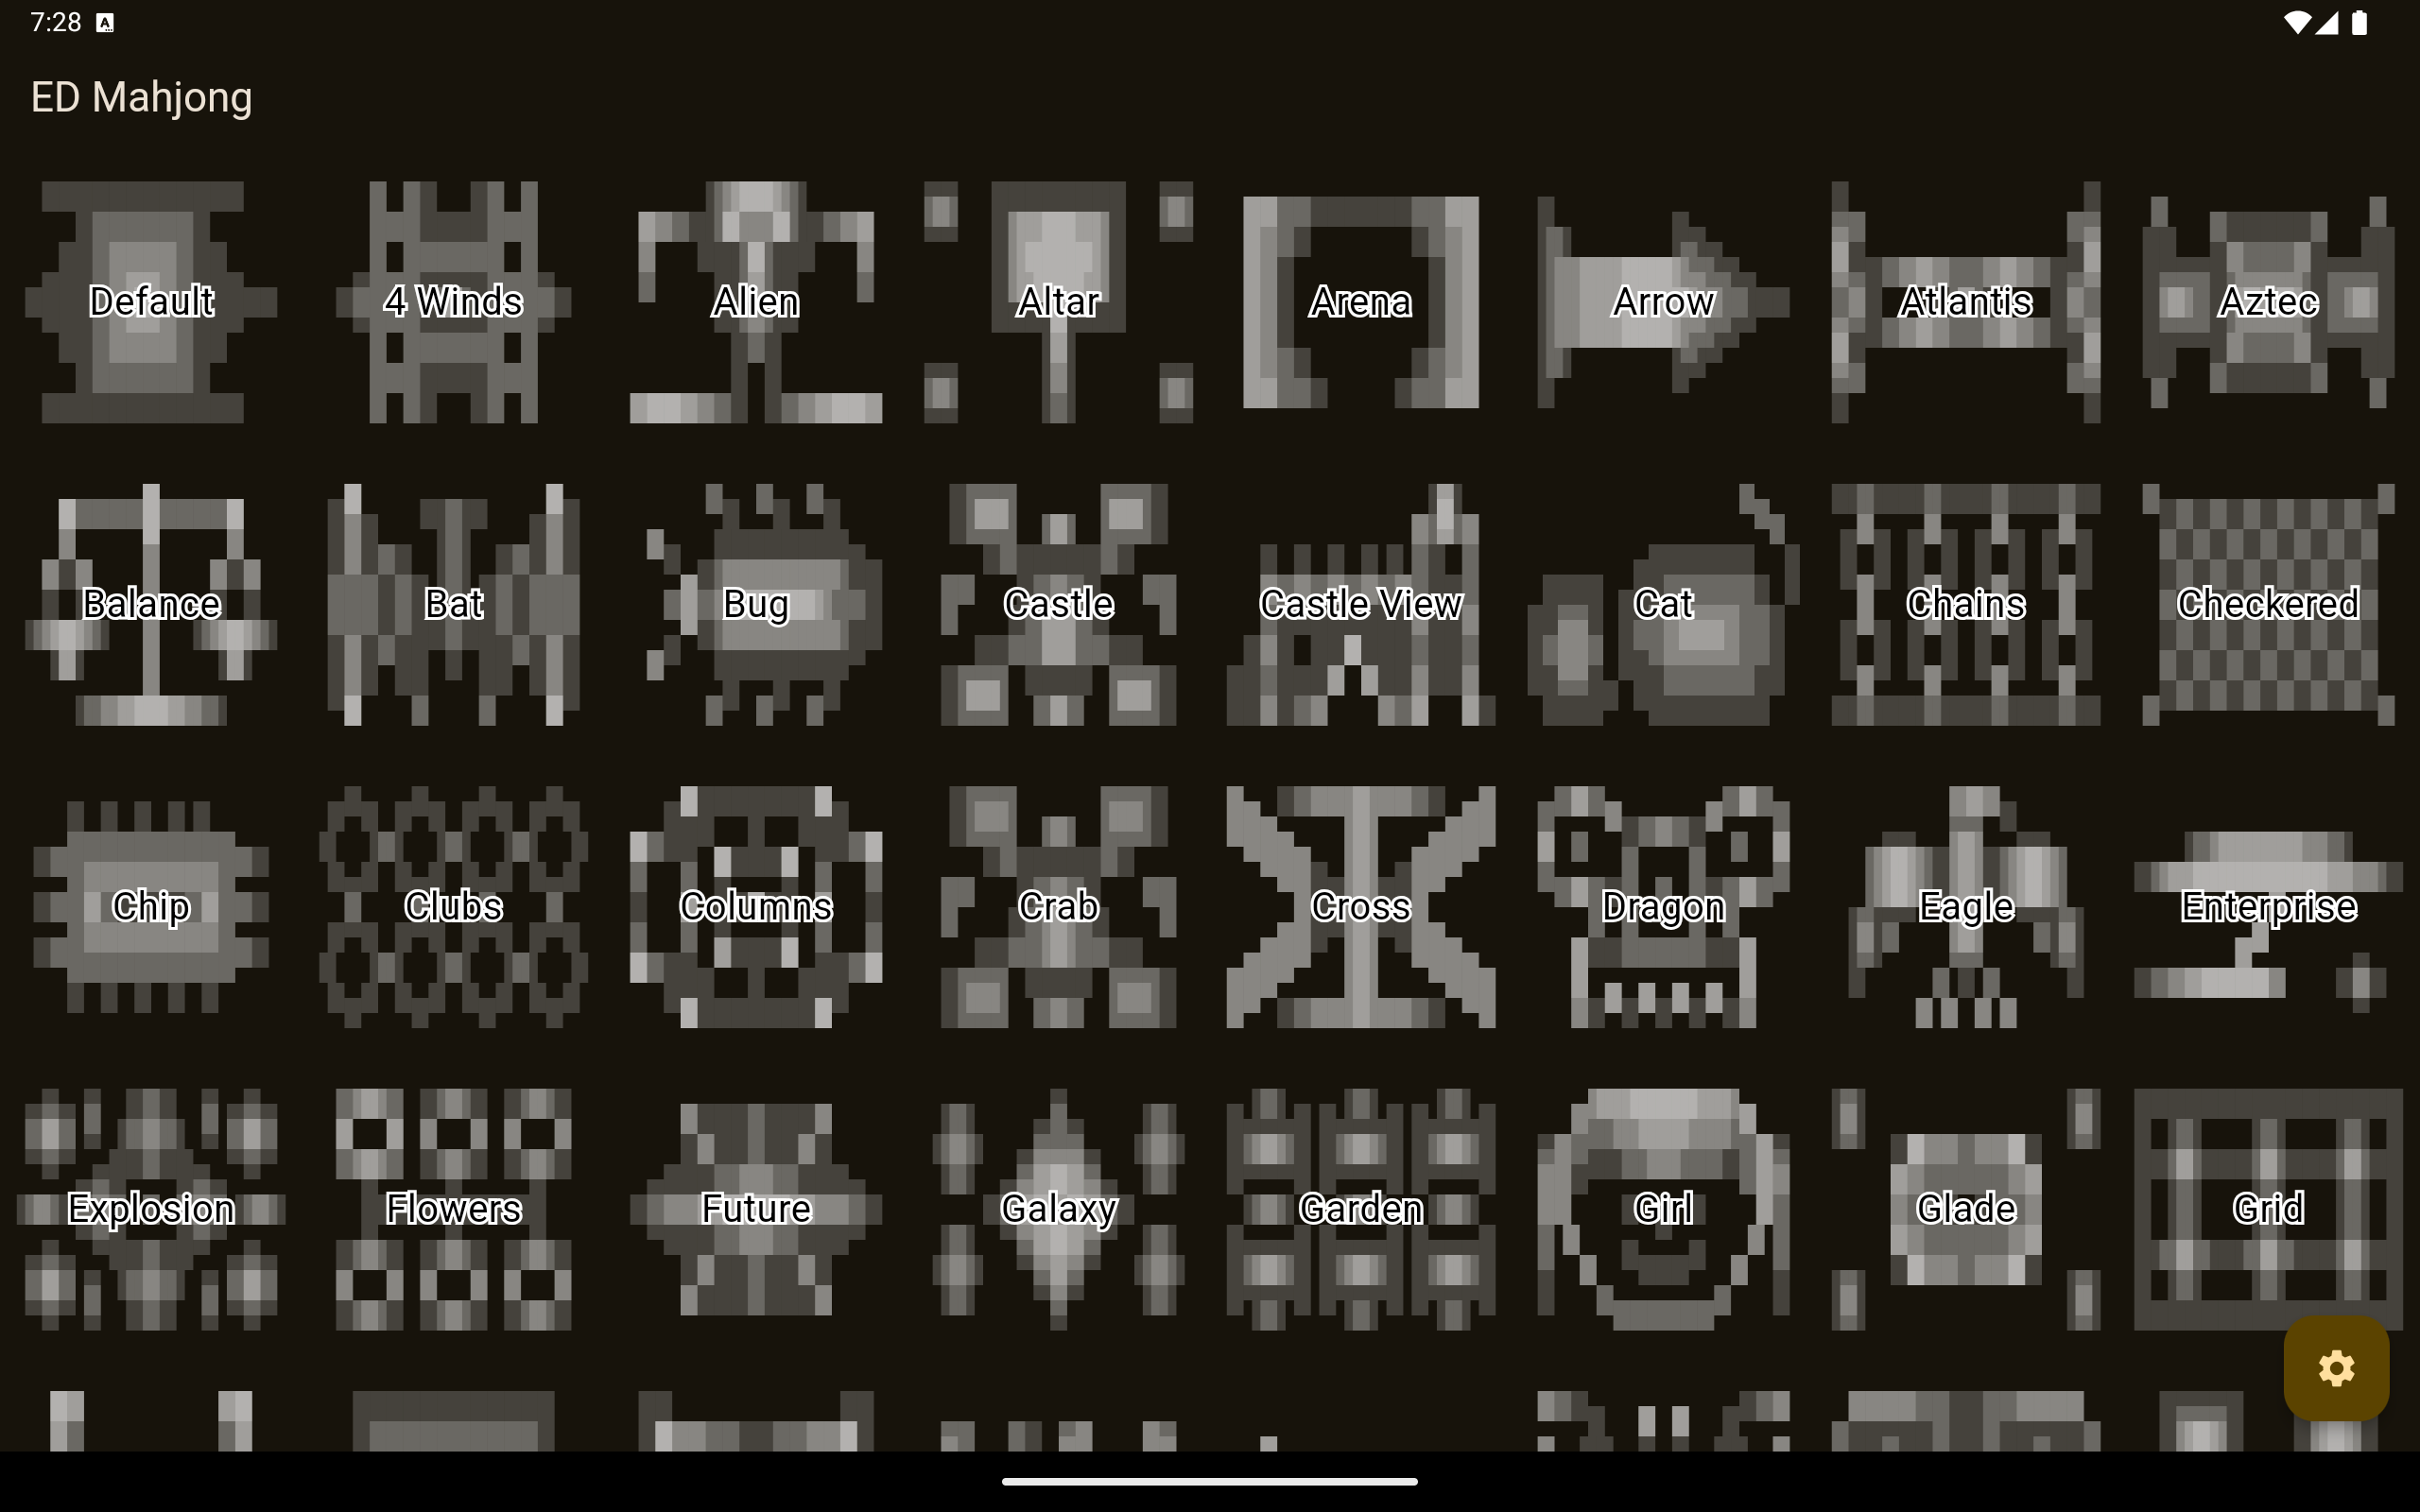 7:28
ED Mahjong
Default
4 Winds
Alien
Altar
Arena
Arrow
Atlantis
Aztec
Balance
Bat
Bug
Castle
Castle View
Cat
Chains
Checkered
Chip
Clubs
Columns
Crab
Cross
Dragon
Eagle
Enterprise
Explosion
Flowers
Future
Galaxy
Garden
Girl
Glade
Grid